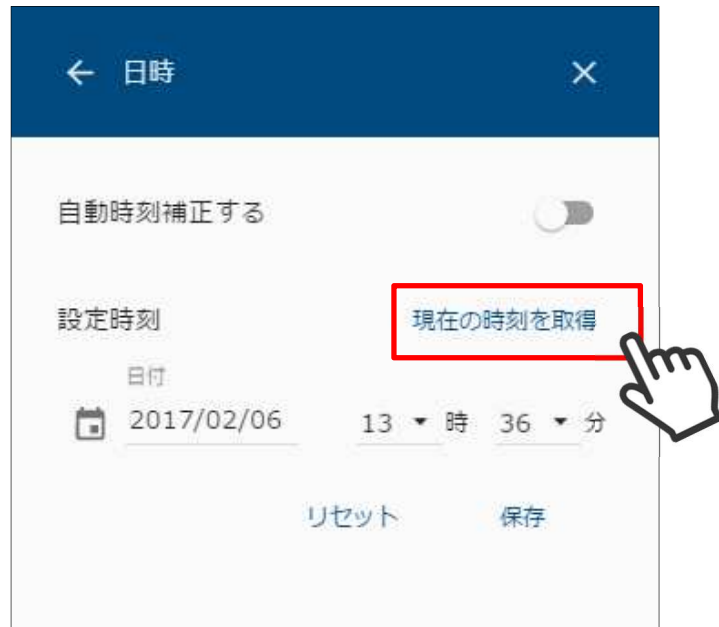 日時
自動時刻補正する
設定時刻 現在の時刻を取得
日付
2017/02/06 13 時 36 分
リセット 保存